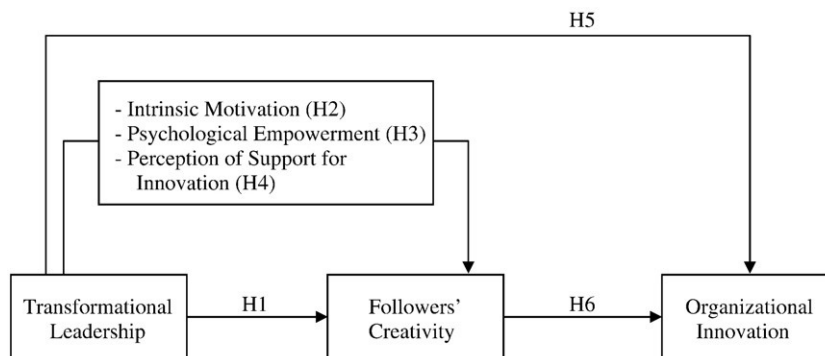 H5
- Intrinsic Motivation (H2)
- Psychological Empowerment (H3)
- Perception of Support for
Innovation (H4)
Transformational
Leadership
H1
Followers'
Creativity
H6
Organizational
Innovation